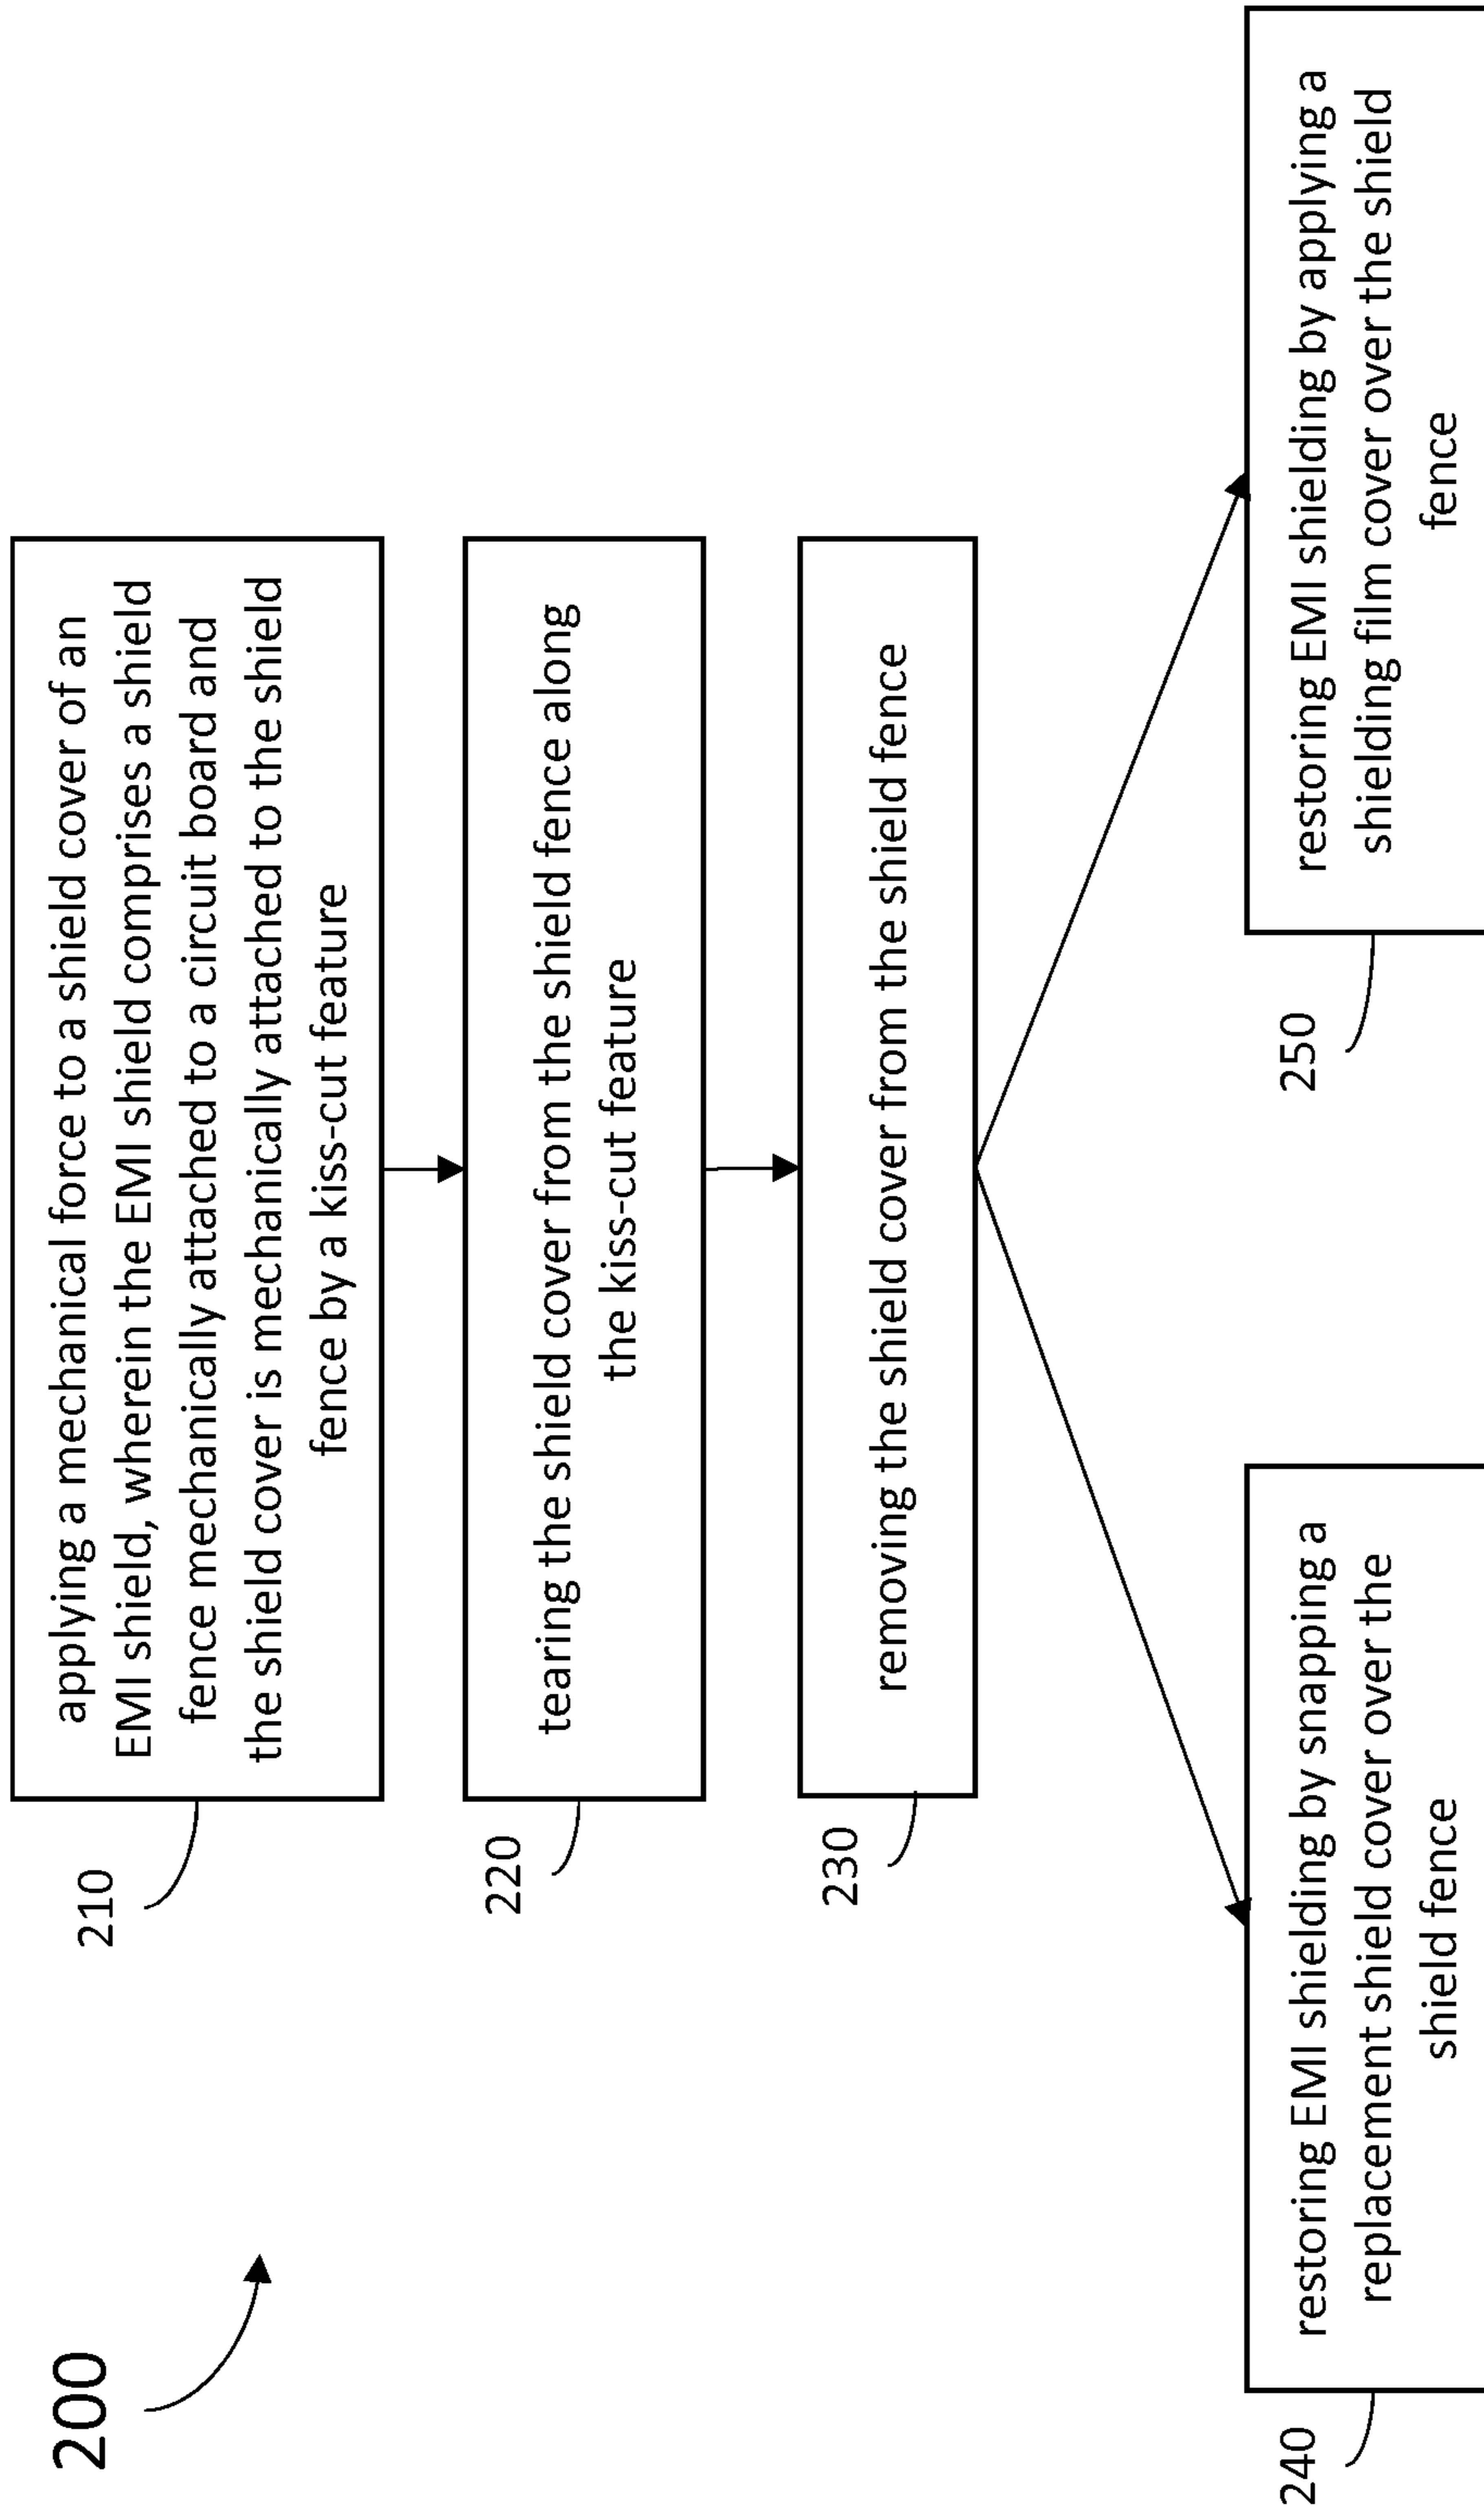 200
210
applying a mechanical force to a shield cover of an
EMI shield, wherein the EMI shield comprises a shield
fence mechanically attached to a circuit board and
the shield cover is mechanically attached to the shield
fence by a kiss-cut feature
220
tearing the shield cover from the shield fence along
the kiss-cut feature
230
removing the shield cover from the shield fence
240
restoring EMI shielding by snapping a
replacement shield cover over the
shield fence
250
restoring EMI shielding by applying a
shielding film cover over the shield
fence